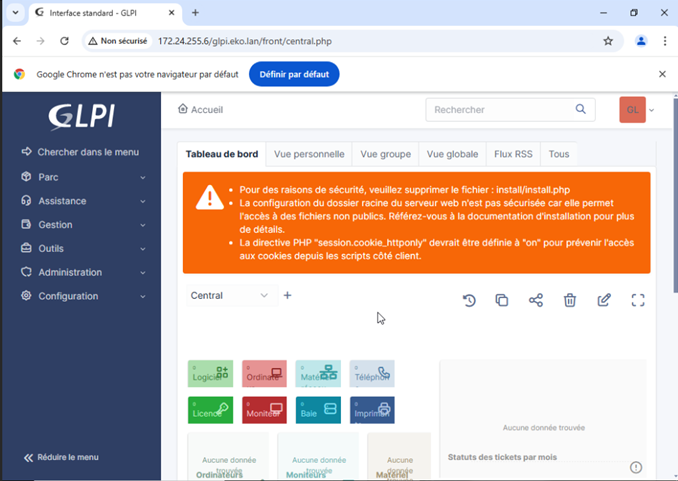 Interface standard - GLPI
Non sécurisé 172.24.255.6/glpi.eko.lan/front/central.php
Google Chrome n'est pas votre navigateur par défaut Définir par défaut
GLPI
Accueil
Rechercher
GL
Chercher dans le menu
Parc
Assistance
Gestion
Outils
Administration
Configuration
Réduire le menu
Tableau de bord Vue personnelle Vue groupe Vue globale Flux RSS Tous
• Pour des raisons de sécurité, veuillez supprimer le fichier : install/install.php
• La configuration du dossier racine du serveur web n'est pas sécurisée car elle permet
l'accès à des fichiers non publics. Référez-vous à la documentation d'installation pour plus
de détails.
• La directive PHP "session.cookie_httponly" devrait être définie à "on" pour prévenir l'accès
aux cookies depuis les scripts côté client.
Central
0 0 0 0
Logiciel Ordinate Matériel Téléphon
0 0 0 0
Licence Moniteur Baie Impriman
Aucune donnée
trouvée
Ordinateurs
Aucune donnée
trouvée
Moniteurs
Aucune
donnée
trouvée
Matériel
Aucune donnée trouvée
Statuts des tickets par mois